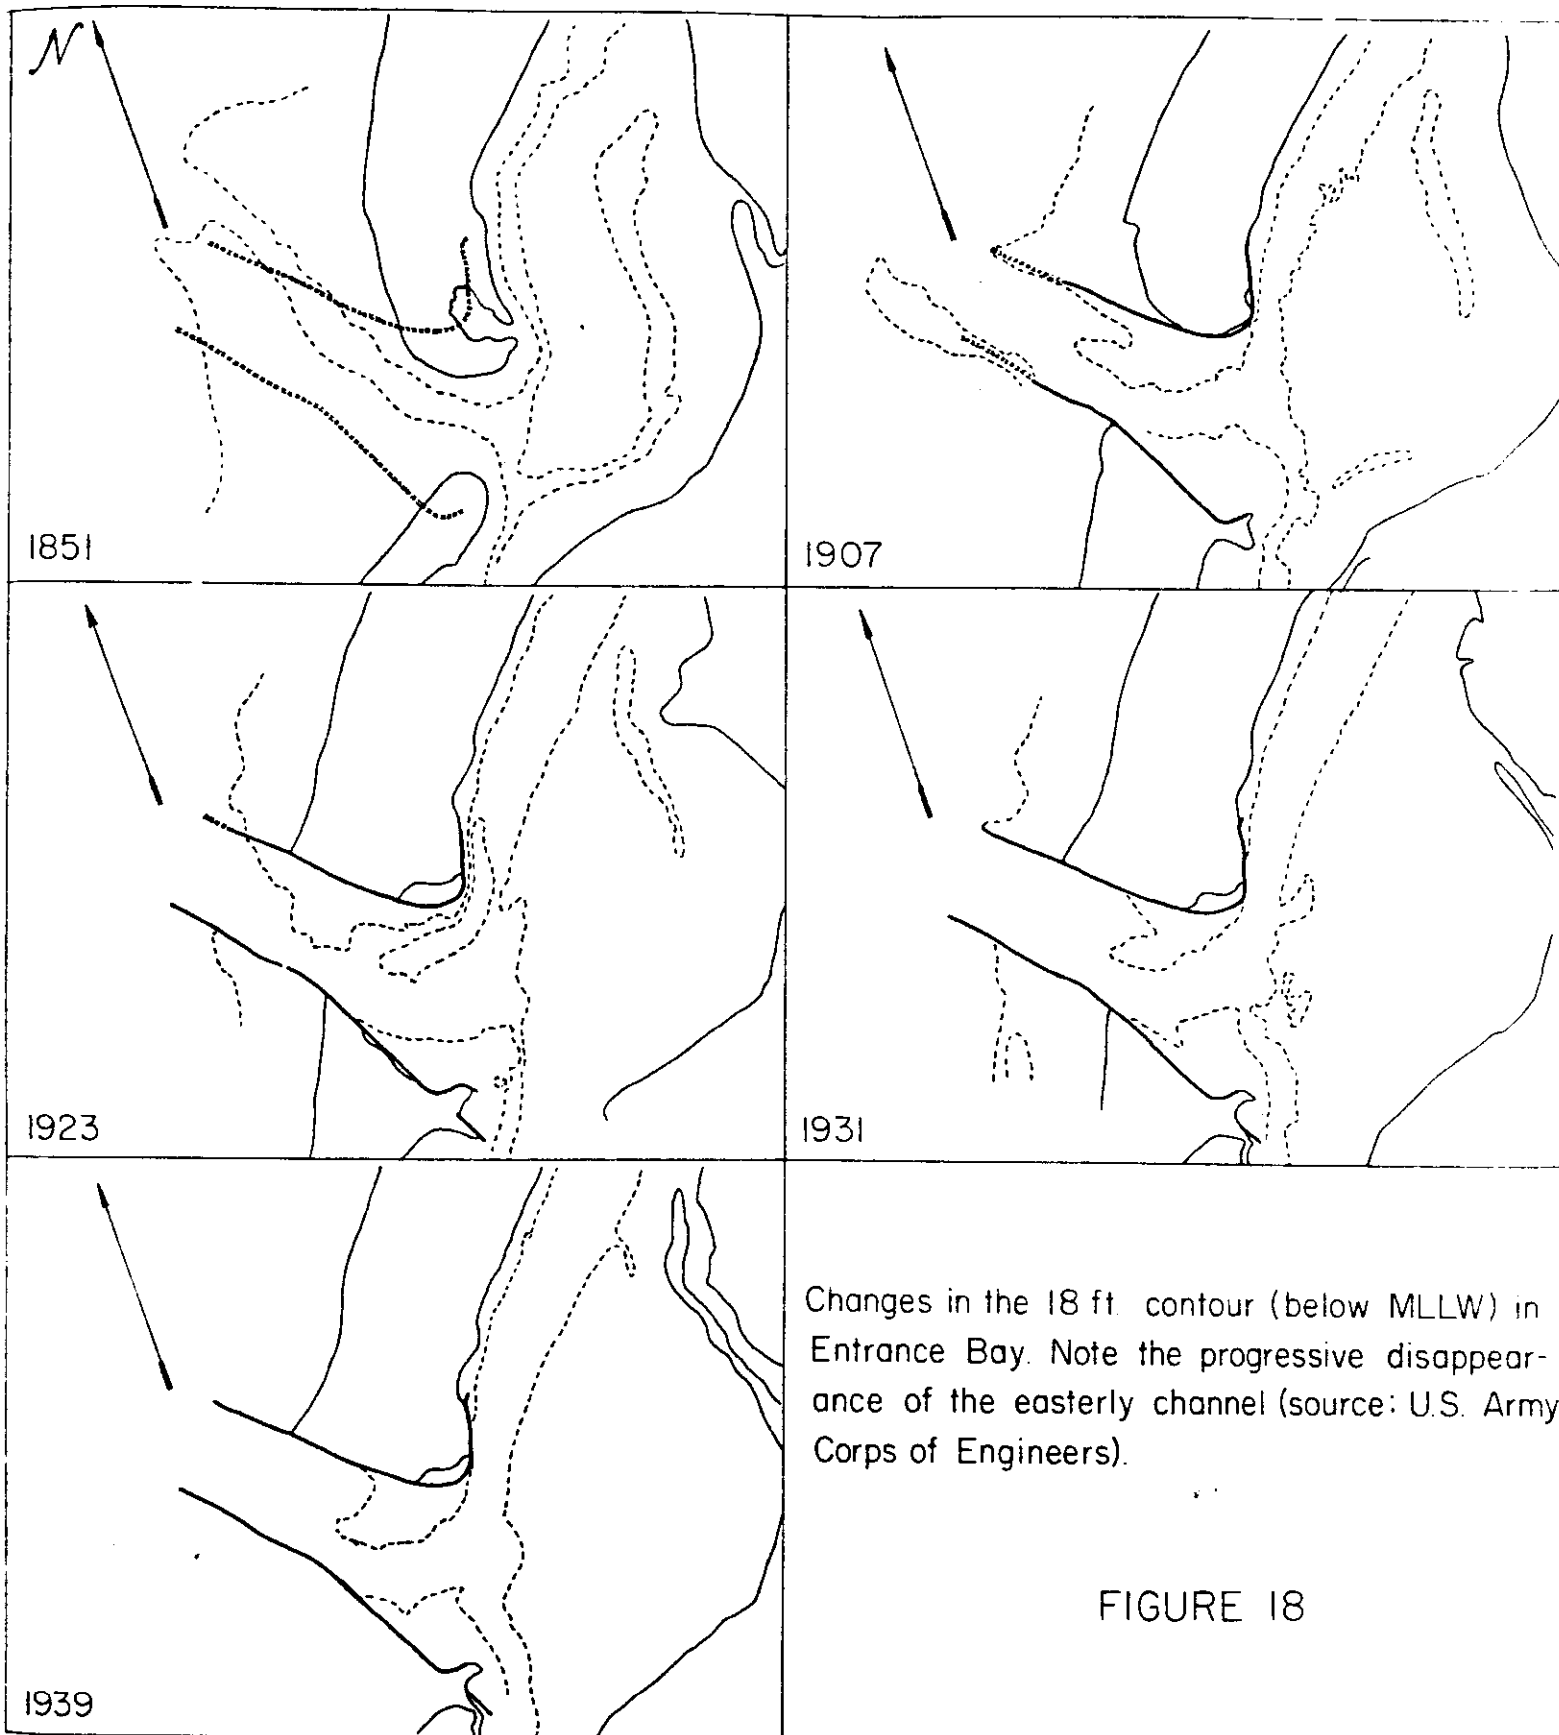 N
1851
1907
1923
1931
1939
Changes in the 18 ft. contour (below MLLW) in
Entrance Bay. Note the progressive disappear-
ance of the easterly channel (source: U.S. Army
Corps of Engineers).
FIGURE 18